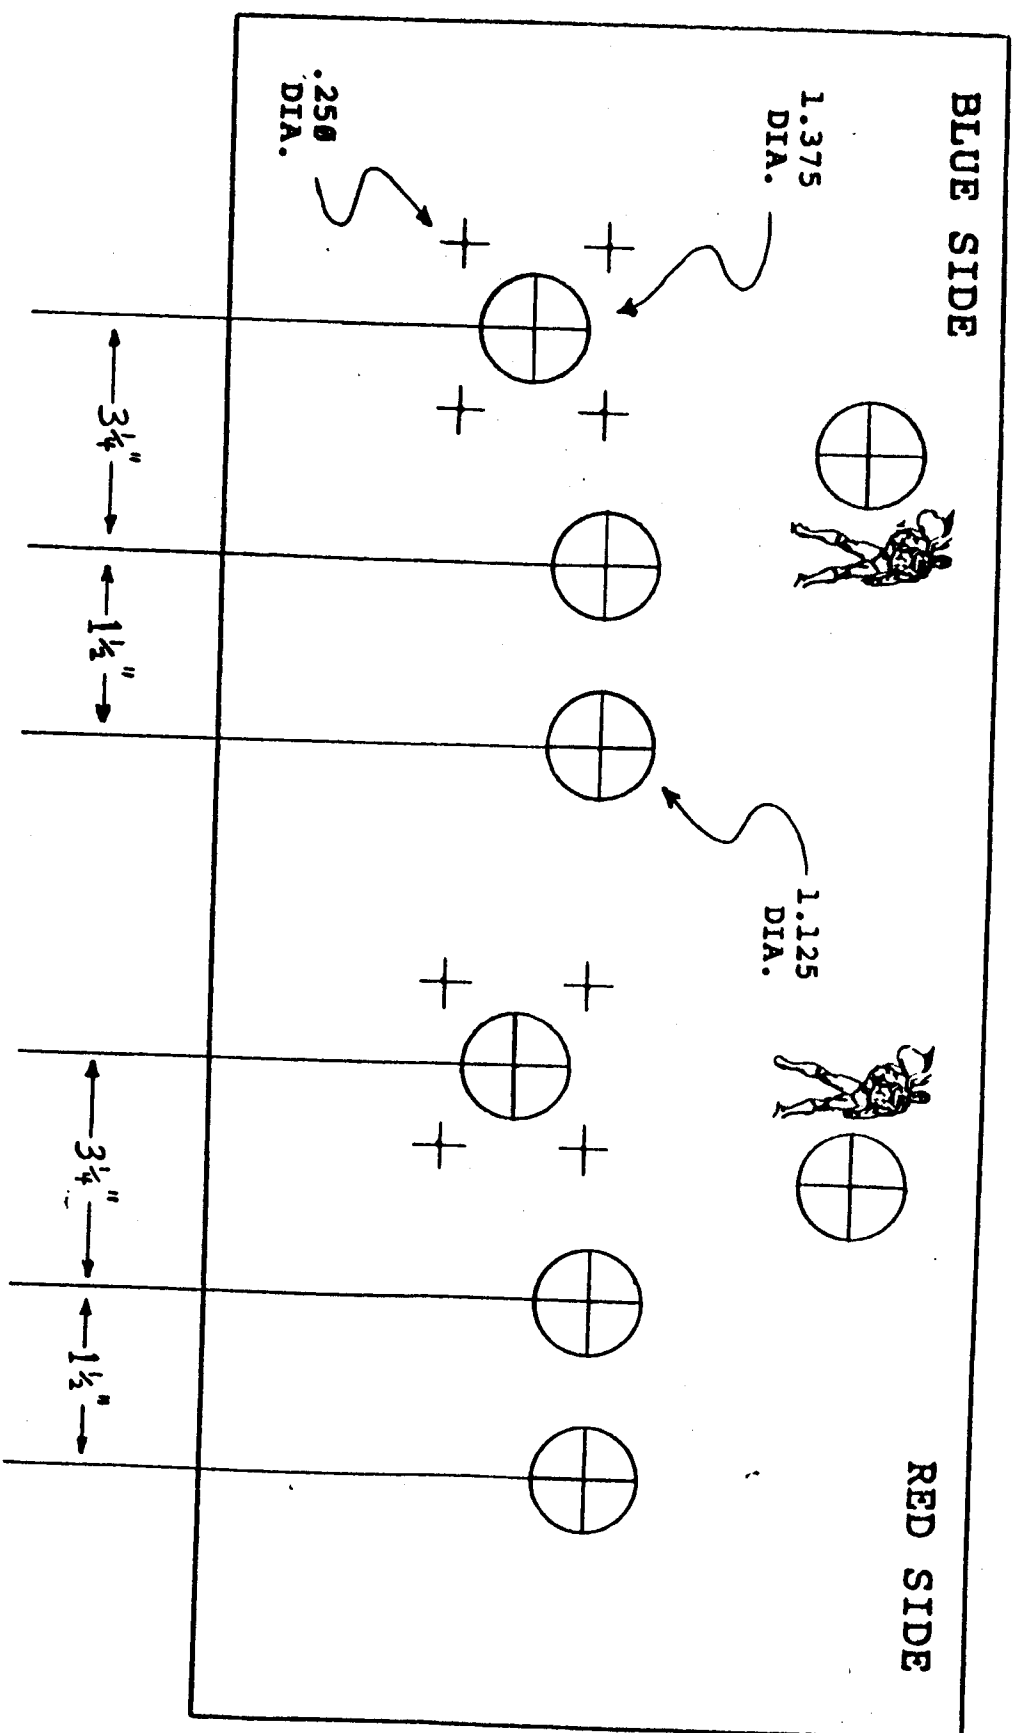 BLUE SIDE
RED SIDE
1.375
DIA.
.250
DIA.
1.125
DIA.
3¼"
1½"
3¼"
1½"